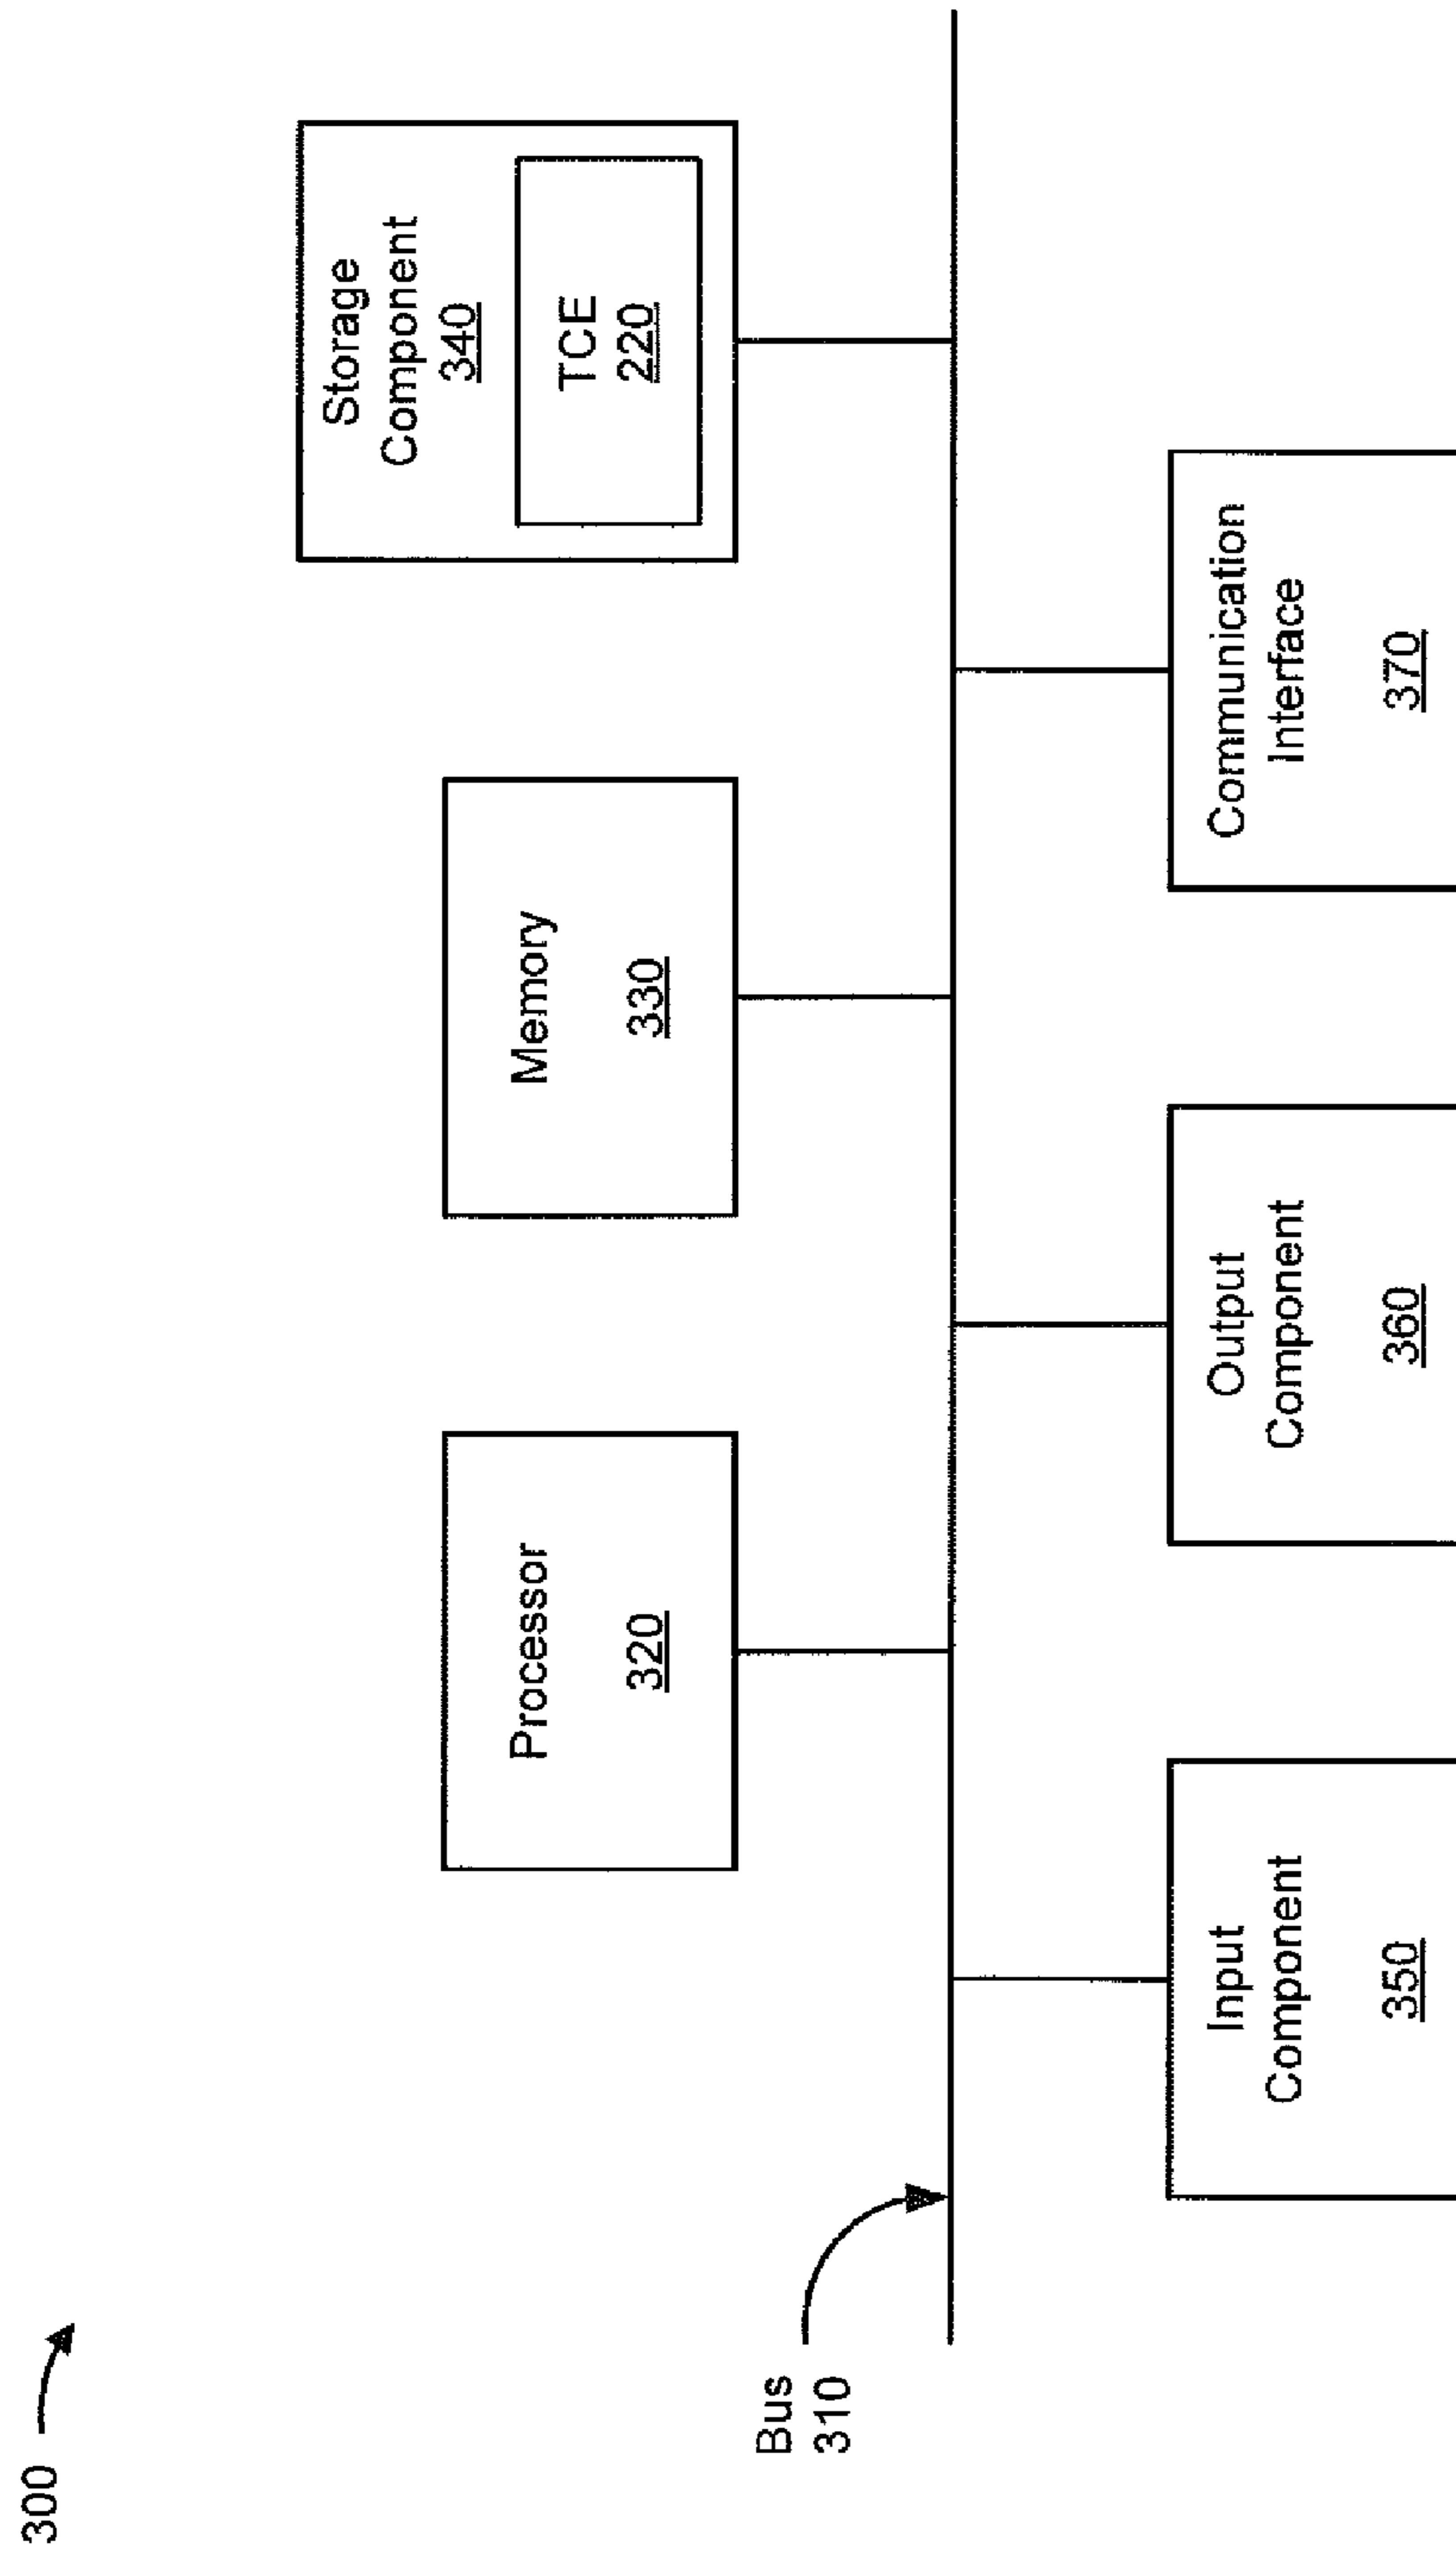 300
Bus
310
Processor
320
Memory
330
Storage
Component
340
TCE
220
Input
Component
350
Output
Component
360
Communication
Interface
370